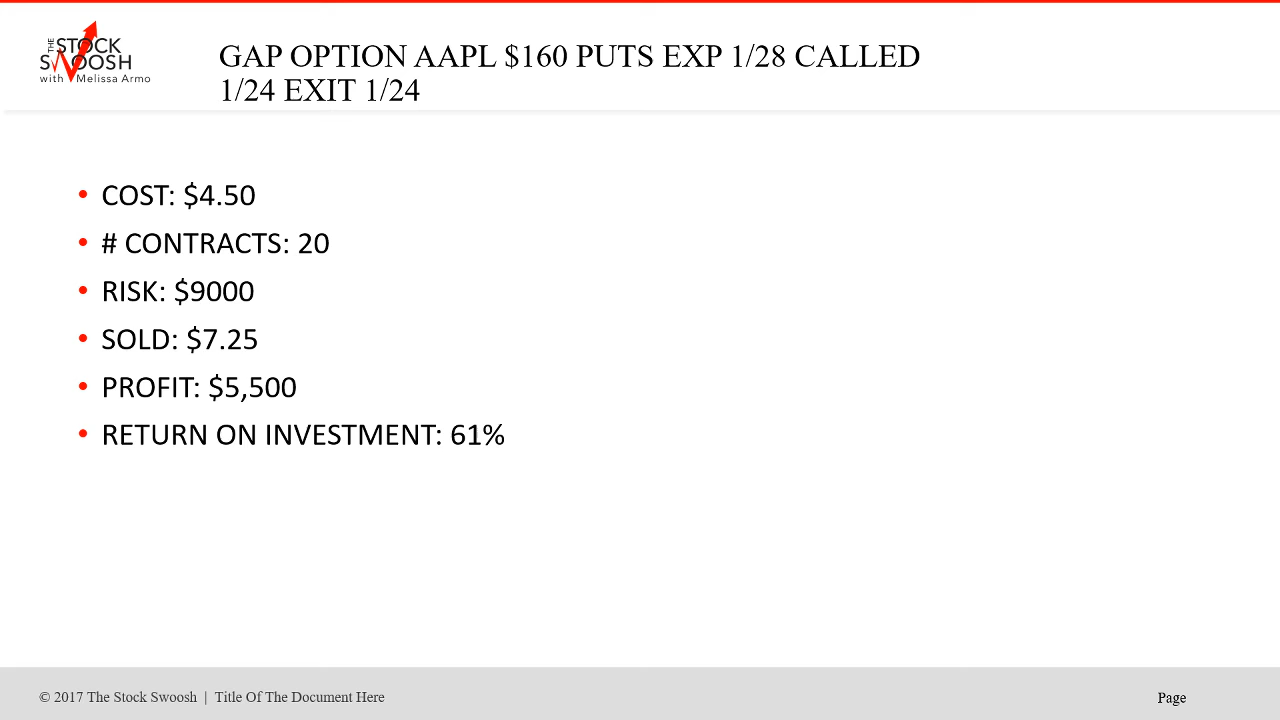 THE STOCK
SWOOSH
with Melissa Armo
GAP OPTION AAPL $160 PUTS EXP 1/28 CALLED
1/24 EXIT 1/24
• COST: $4.50
• # CONTRACTS: 20
• RISK: $9000
• SOLD: $7.25
• PROFIT: $5,500
• RETURN ON INVESTMENT: 61%
© 2017 The Stock Swoosh | Title Of The Document Here
Page